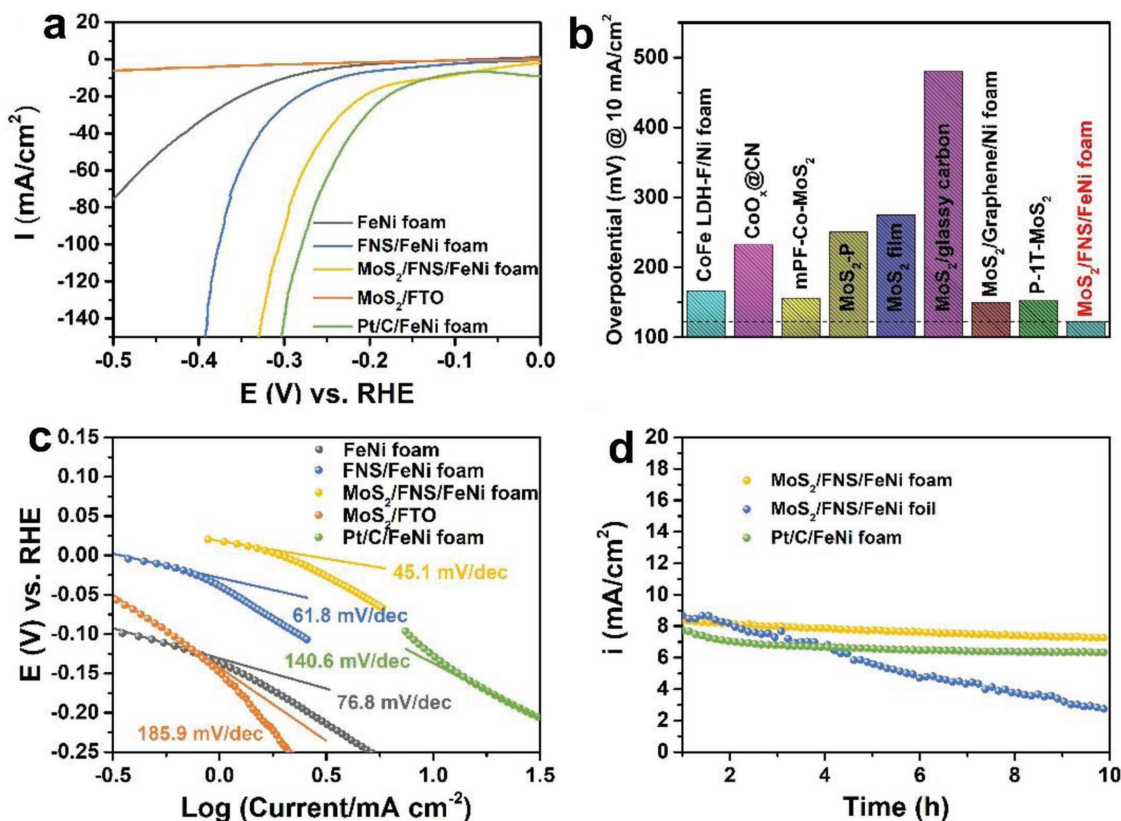 a
20
0
-20
-40
-60
-80
-100
-120
-140
I (mA/cm²)
FeNi foam
FNS/FeNi foam
MoS₂/FNS/FeNi foam
MoS₂/FTO
Pt/C/FeNi foam
-0.5 -0.4 -0.3 -0.2 -0.1 0.0
E (V) vs. RHE
b
500
450
400
350
300
250
200
150
100
Overpotential (mV) @ 10 mA/cm²
CoFe LDH-F/Ni foam
CoOₓ@CN
mPF-Co-MoS₂
MoS₂-P
MoS₂ film
MoS₂/glassy carbon
MoS₂/Graphene/Ni foam
P-1T-MoS₂
MoS₂/FNS/FeNi foam
c
0.15
0.10
0.05
0.00
-0.05
-0.10
-0.15
-0.20
-0.25
E (V) vs. RHE
FeNi foam
FNS/FeNi foam
MoS₂/FNS/FeNi foam
MoS₂/FTO
Pt/C/FeNi foam
45.1 mV/dec
61.8 mV/dec
140.6 mV/dec
76.8 mV/dec
185.9 mV/dec
-0.5 0.0 0.5 1.0 1.5
Log (Current/mA cm⁻²)
d
20
18
16
14
12
10
8
6
4
2
0
i (mA/cm²)
MoS₂/FNS/FeNi foam
MoS₂/FNS/FeNi foil
Pt/C/FeNi foam
2 4 6 8 10
Time (h)